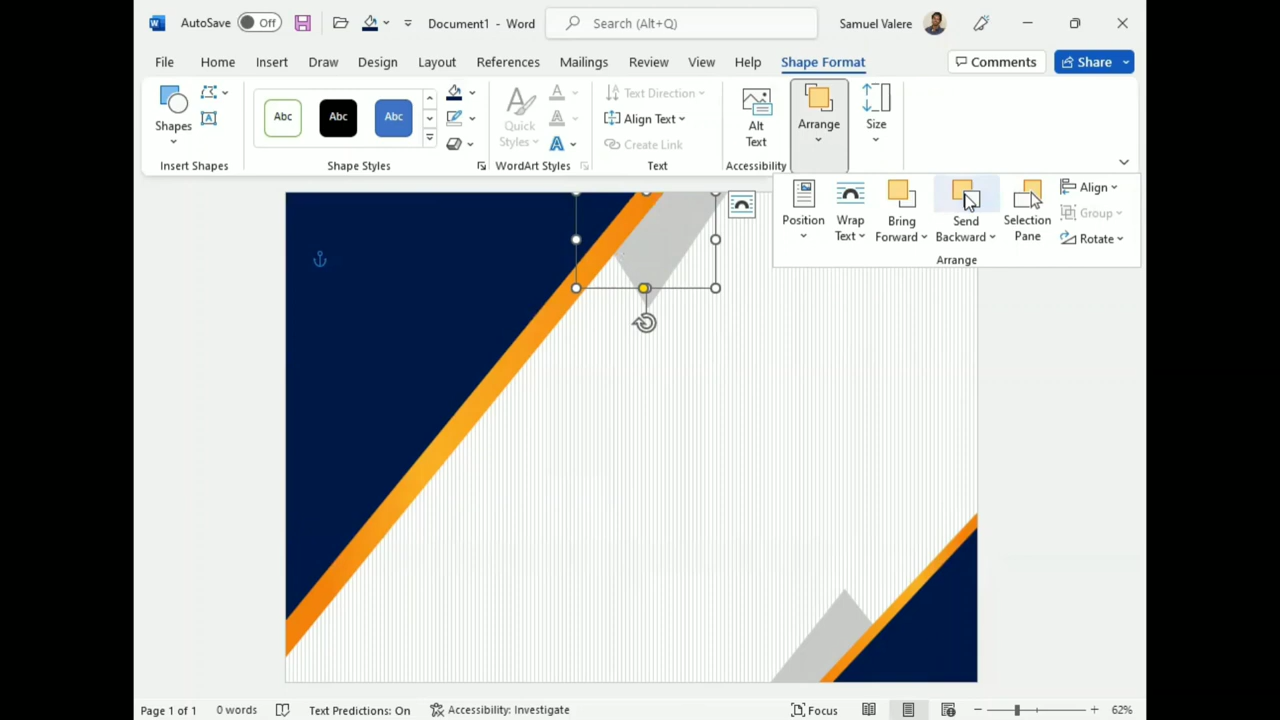 AutoSave Off Document1 - Word Search (Alt+Q) Samuel Valere
File Home Insert Draw Design Layout References Mailings Review View Help Shape Format Comments Share
Shapes
Insert Shapes
Abc Abc Abc
Shape Styles
Quick
Styles
WordArt Styles
Text Direction
Align Text
Create Link
Text
Alt
Text
Accessibility
Arrange
Size
Position
Wrap
Text
Bring
Forward
Send
Backward
Selection
Pane
Align
Group
Rotate
Arrange
Page 1 of 1 0 words Text Predictions: On Accessibility: Investigate Focus 62%